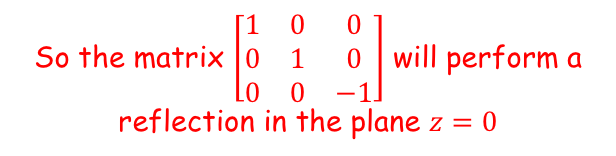 So the matrix [1 0 0; 0 1 0; 0 0 −1] will perform a
reflection in the plane z = 0